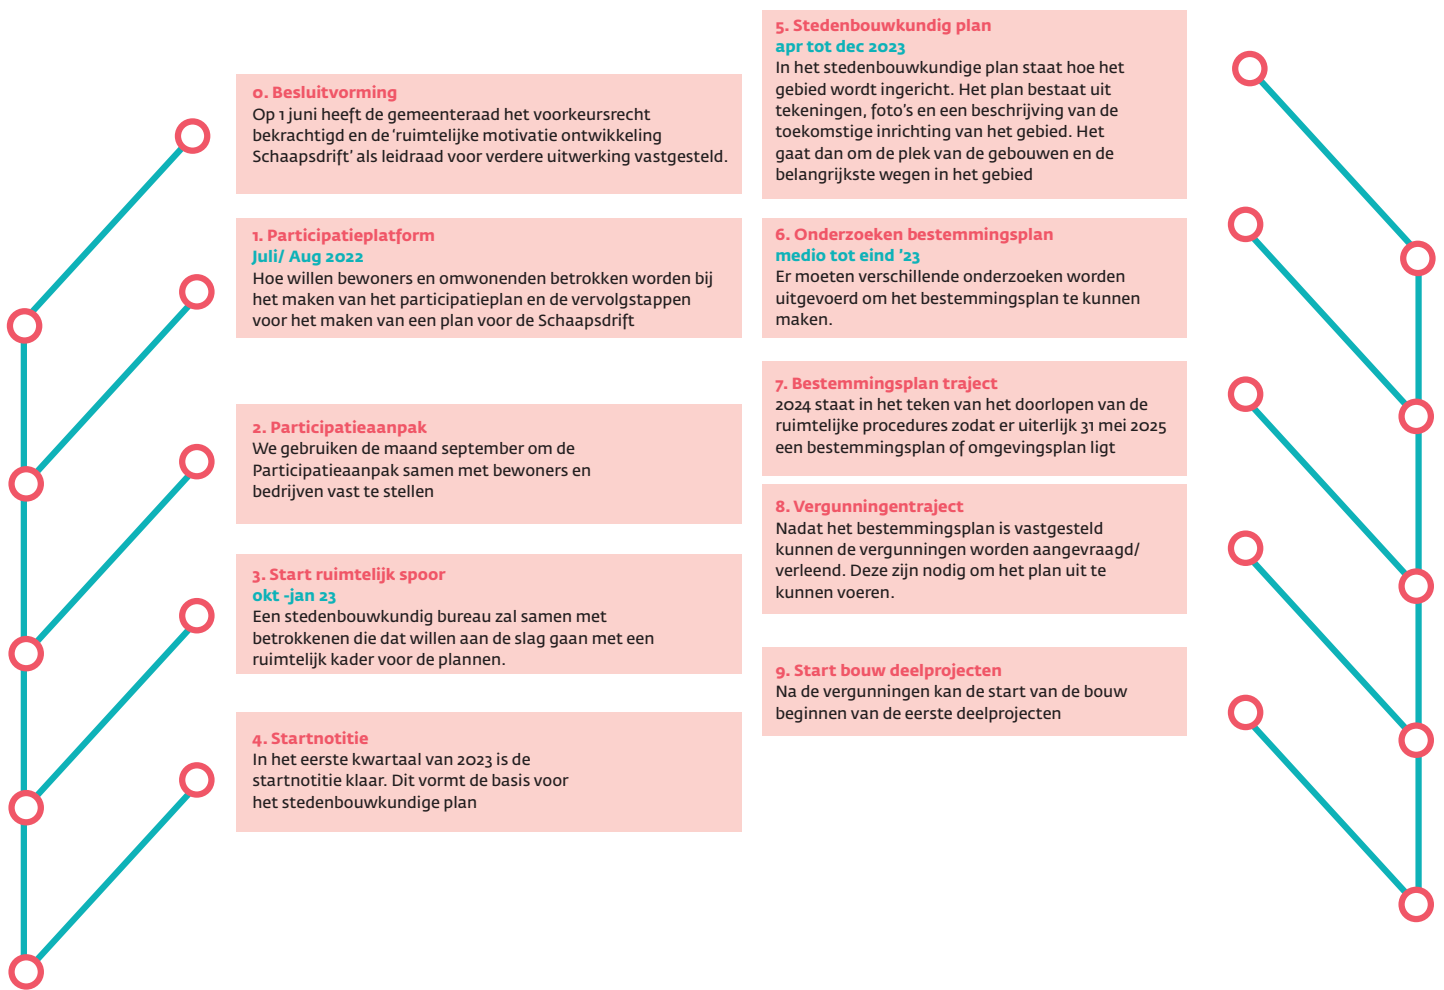 0. Besluitvorming
Op 1 juni heeft de gemeenteraad het voorkeursrecht
bekrachtigd en de ‘ruimtelijke motivatie ontwikkeling
Schaapsdrift’ als leidraad voor verdere uitwerking vastgesteld.
1. Participatieplatform
Juli/ Aug 2022
Hoe willen bewoners en omwonenden betrokken worden bij
het maken van het participatieplan en de vervolgstappen
voor het maken van een plan voor de Schaapsdrift
2. Participatieaanpak
We gebruiken de maand september om de
Participatieaanpak samen met bewoners en
bedrijven vast te stellen
3. Start ruimtelijk spoor
okt -jan 23
Een stedenbouwkundig bureau zal samen met
betrokkenen die dat willen aan de slag gaan met een
ruimtelijk kader voor de plannen.
4. Startnotitie
In het eerste kwartaal van 2023 is de
startnotitie klaar. Dit vormt de basis voor
het stedenbouwkundige plan
5. Stedenbouwkundig plan
apr tot dec 2023
In het stedenbouwkundige plan staat hoe het
gebied wordt ingericht. Het plan bestaat uit
tekeningen, foto’s en een beschrijving van de
toekomstige inrichting van het gebied. Het
gaat dan om de plek van de gebouwen en de
belangrijkste wegen in het gebied
6. Onderzoeken bestemmingsplan
medio tot eind ’23
Er moeten verschillende onderzoeken worden
uitgevoerd om het bestemmingsplan te kunnen
maken.
7. Bestemmingsplan traject
2024 staat in het teken van het doorlopen van de
ruimtelijke procedures zodat er uiterlijk 31 mei 2025
een bestemmingsplan of omgevingsplan ligt
8. Vergunningentraject
Nadat het bestemmingsplan is vastgesteld
kunnen de vergunningen worden aangevraagd/
verleend. Deze zijn nodig om het plan uit te
kunnen voeren.
9. Start bouw deelprojecten
Na de vergunningen kan de start van de bouw
beginnen van de eerste deelprojecten